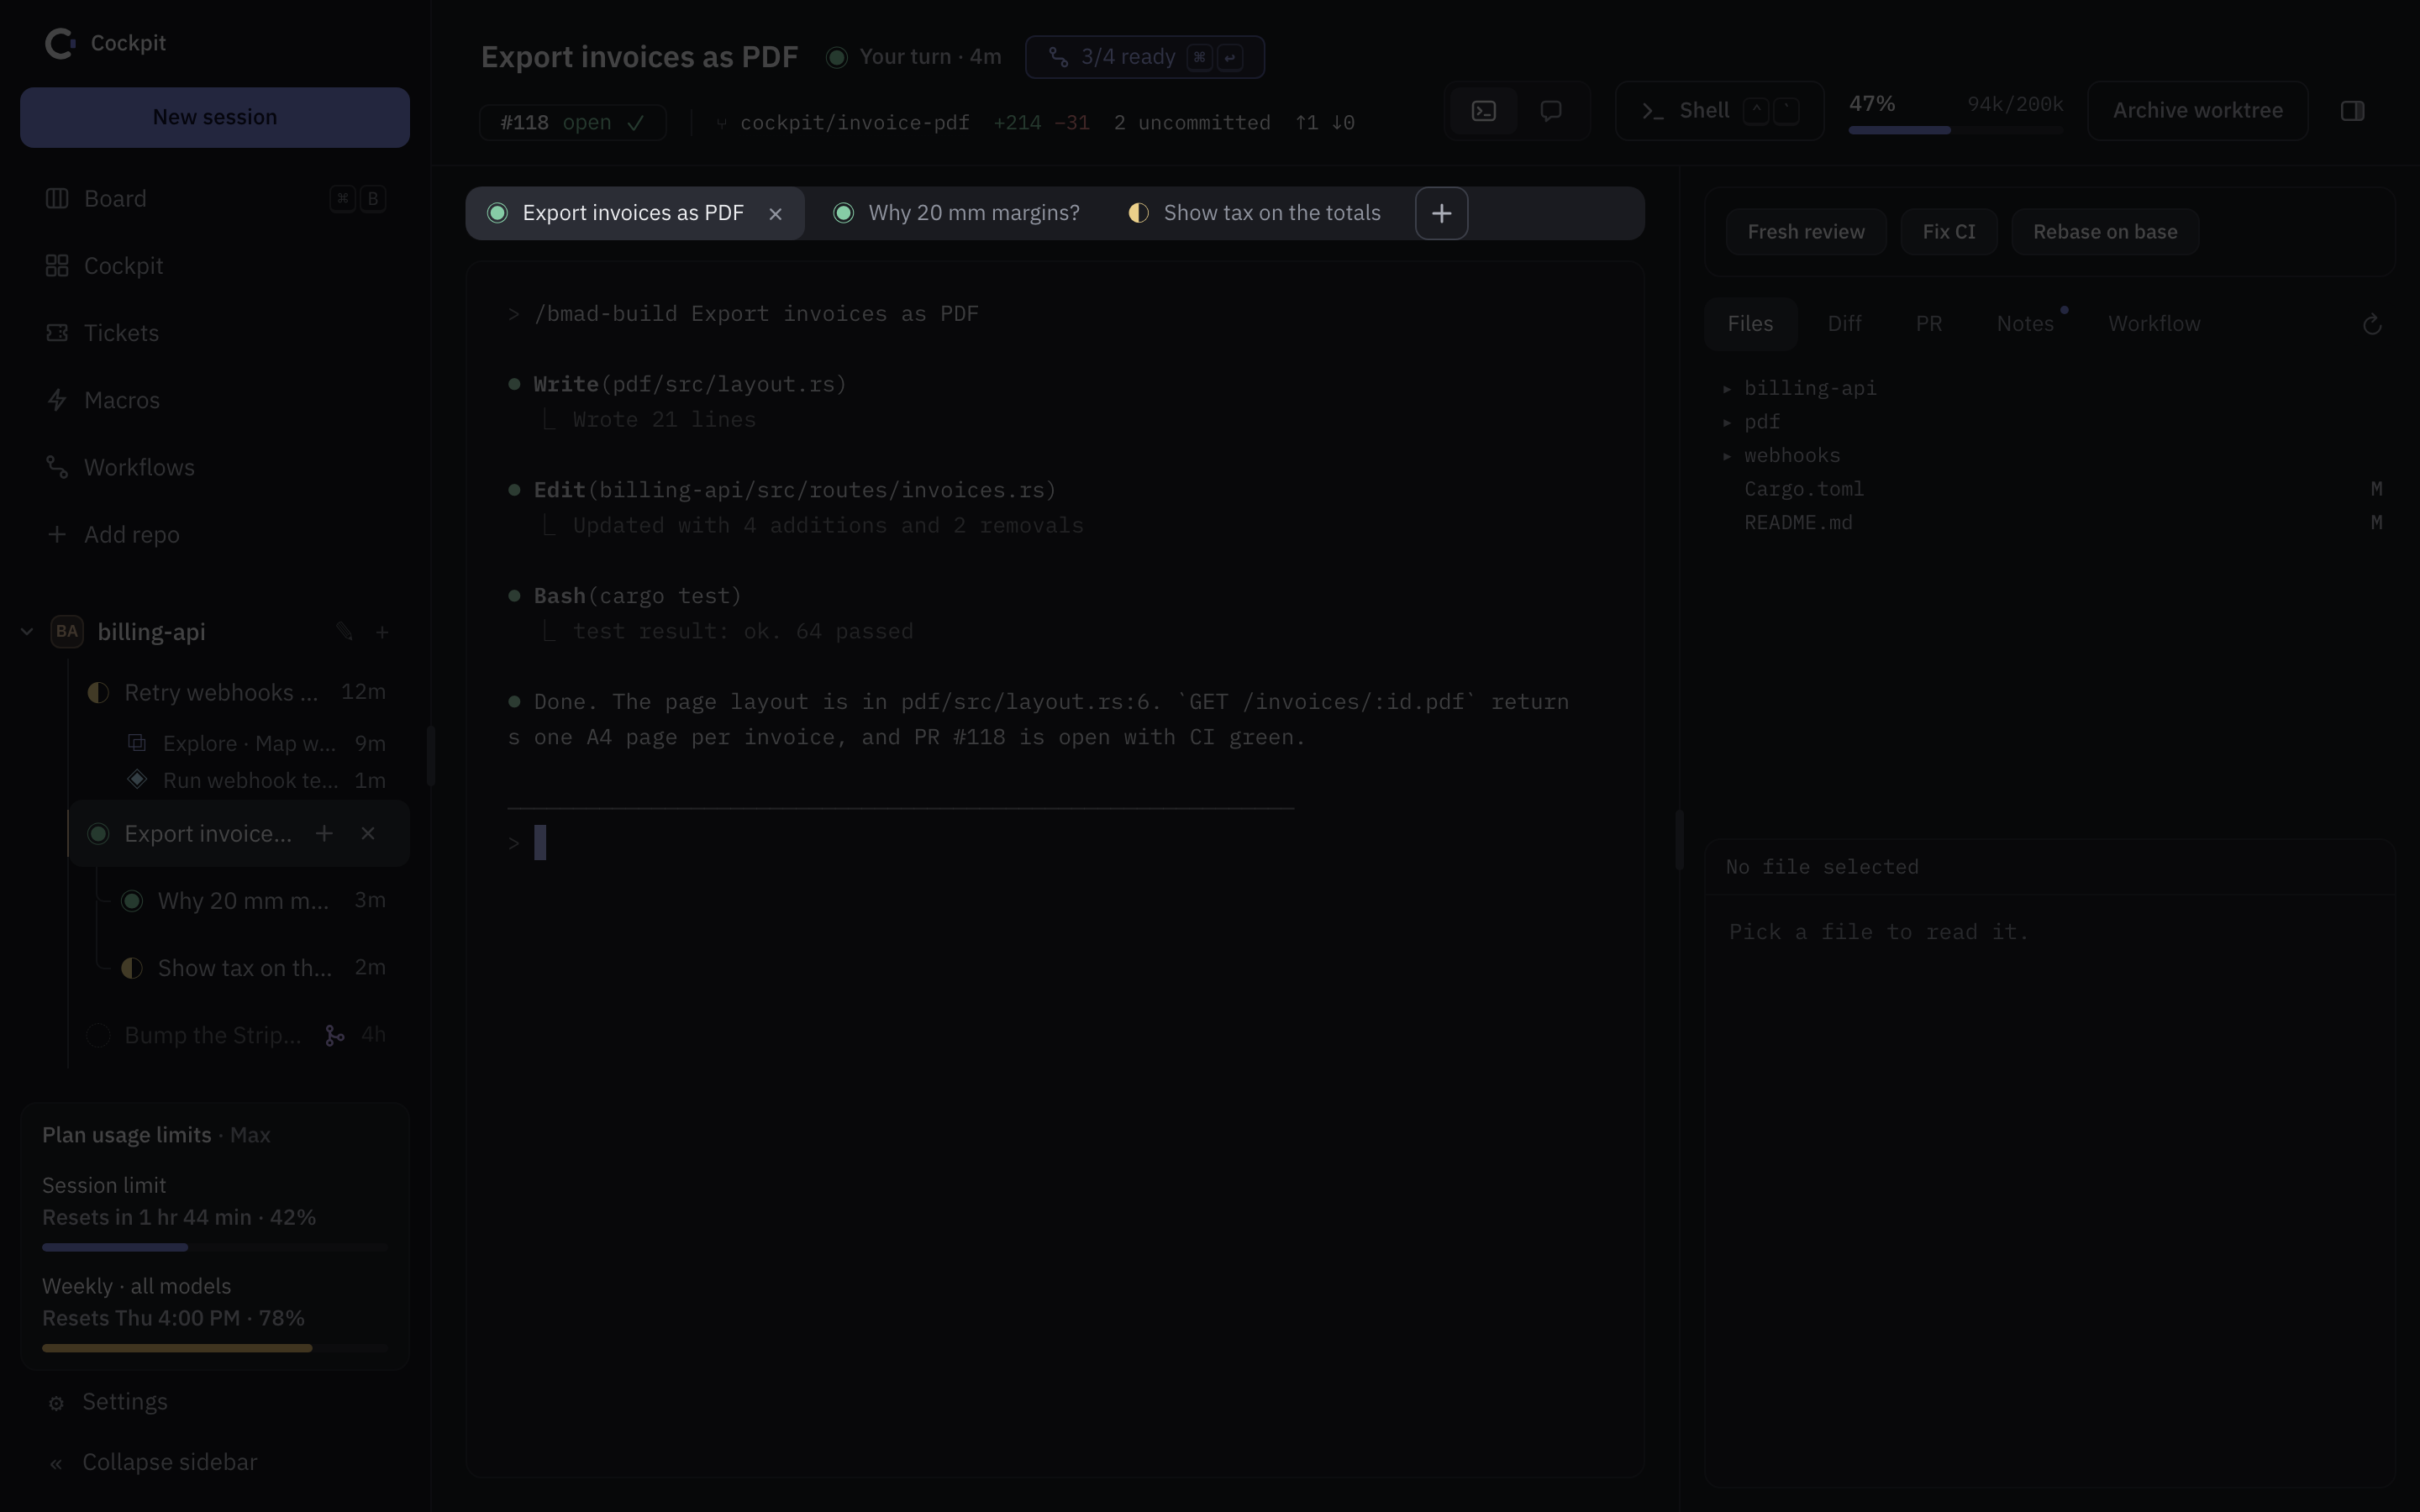 Cockpit
New session
Board ⌘ B
Cockpit
Tickets
Macros
Workflows
Add repo
BA billing-api
Retry webhooks ... 12m
Explore · Map w... 9m
Run webhook te... 1m
Export invoice...
Why 20 mm m... 3m
Show tax on th... 2m
Bump the Strip... 4h
Plan usage limits · Max
Session limit
Resets in 1 hr 44 min · 42%
Weekly · all models
Resets Thu 4:00 PM · 78%
Settings
« Collapse sidebar
Export invoices as PDF Your turn · 4m 3/4 ready ⌘ ↩
#118 open ✓ cockpit/invoice-pdf +214 −31 2 uncommitted ↑1 ↓0
>_ Shell ^ `
47% 94k/200k
Archive worktree
Export invoices as PDF × Why 20 mm margins? Show tax on the totals +
> /bmad-build Export invoices as PDF
● Write(pdf/src/layout.rs)
⎿ Wrote 21 lines
● Edit(billing-api/src/routes/invoices.rs)
⎿ Updated with 4 additions and 2 removals
● Bash(cargo test)
⎿ test result: ok. 64 passed
● Done. The page layout is in pdf/src/layout.rs:6. `GET /invoices/:id.pdf` return
s one A4 page per invoice, and PR #118 is open with CI green.
>
Fresh review Fix CI Rebase on base
Files Diff PR Notes Workflow
▸ billing-api
▸ pdf
▸ webhooks
Cargo.toml M
README.md M
No file selected
Pick a file to read it.